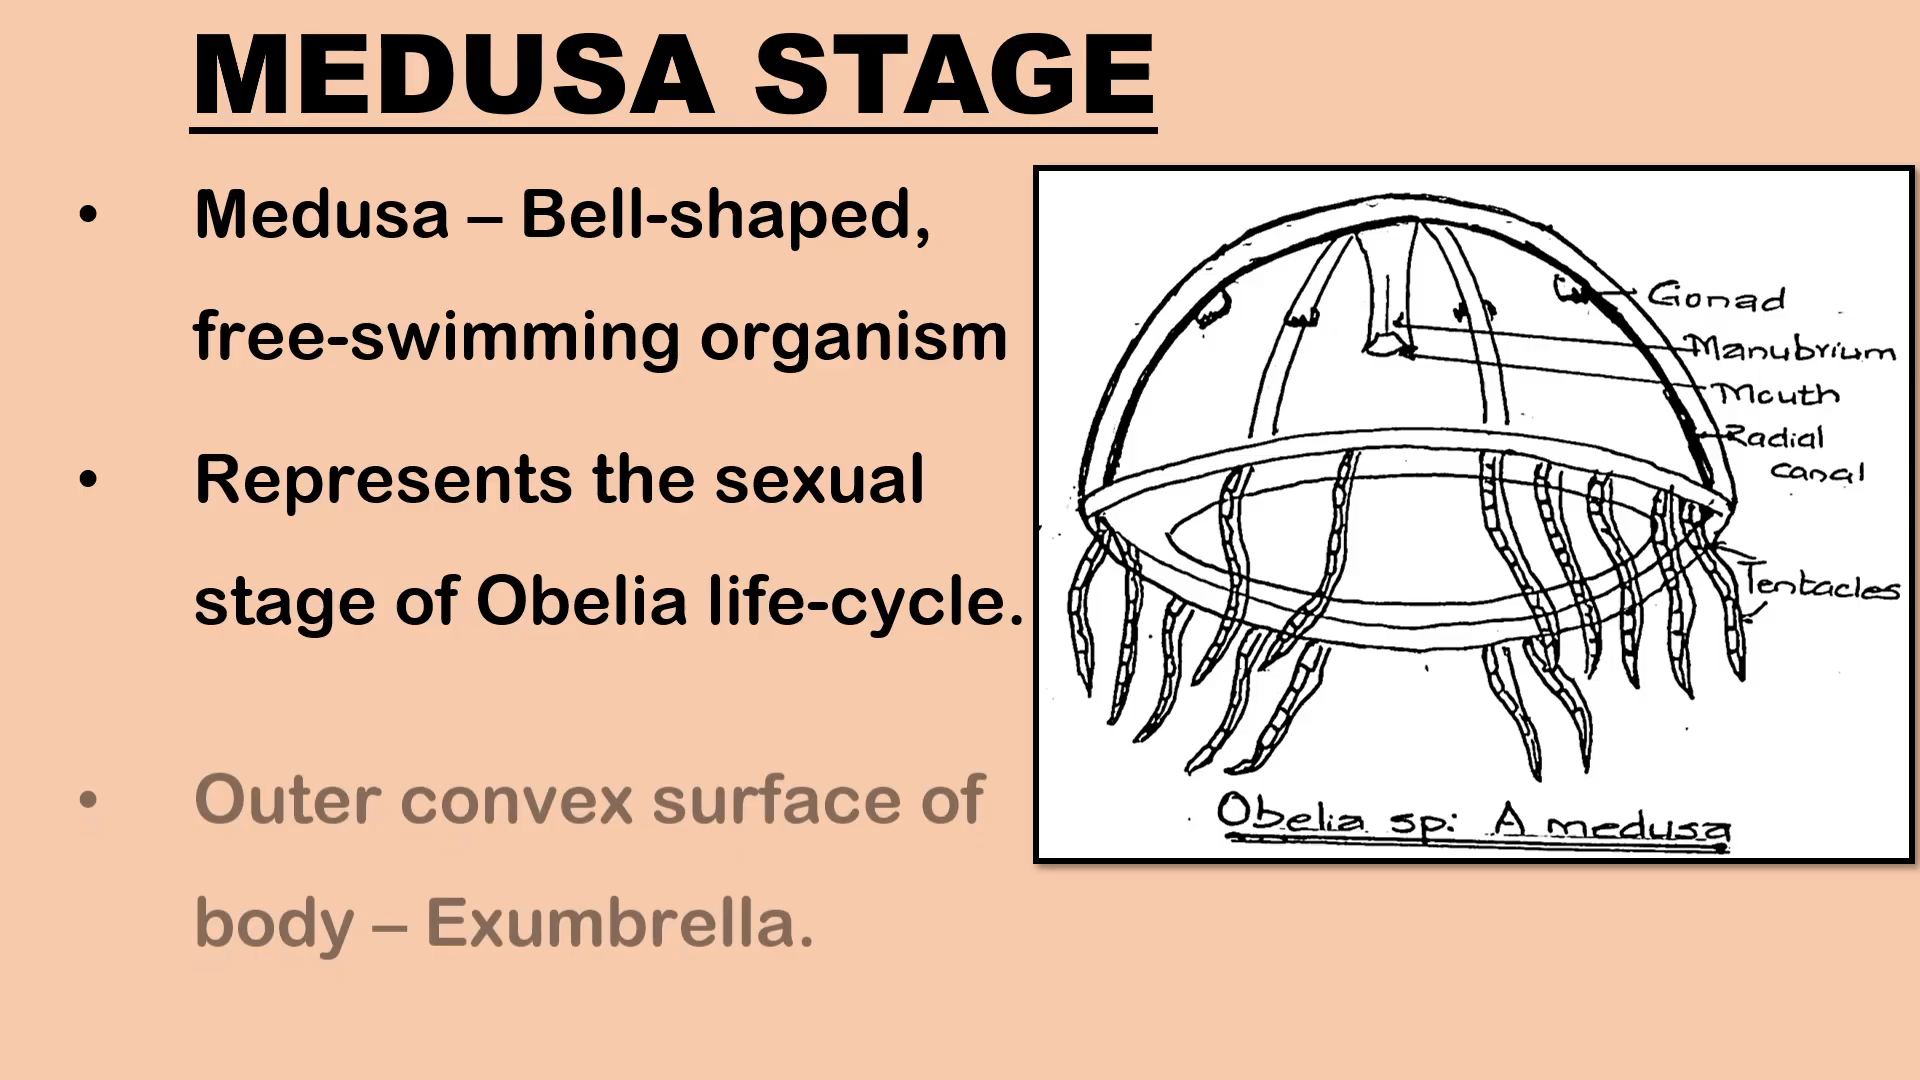 MEDUSA STAGE
• Medusa – Bell-shaped,
free-swimming organism
• Represents the sexual
stage of Obelia life-cycle.
• Outer convex surface of
body – Exumbrella.
Gonad
Manubrium
Mouth
Radial
canal
Tentacles
Obelia sp: A medusa